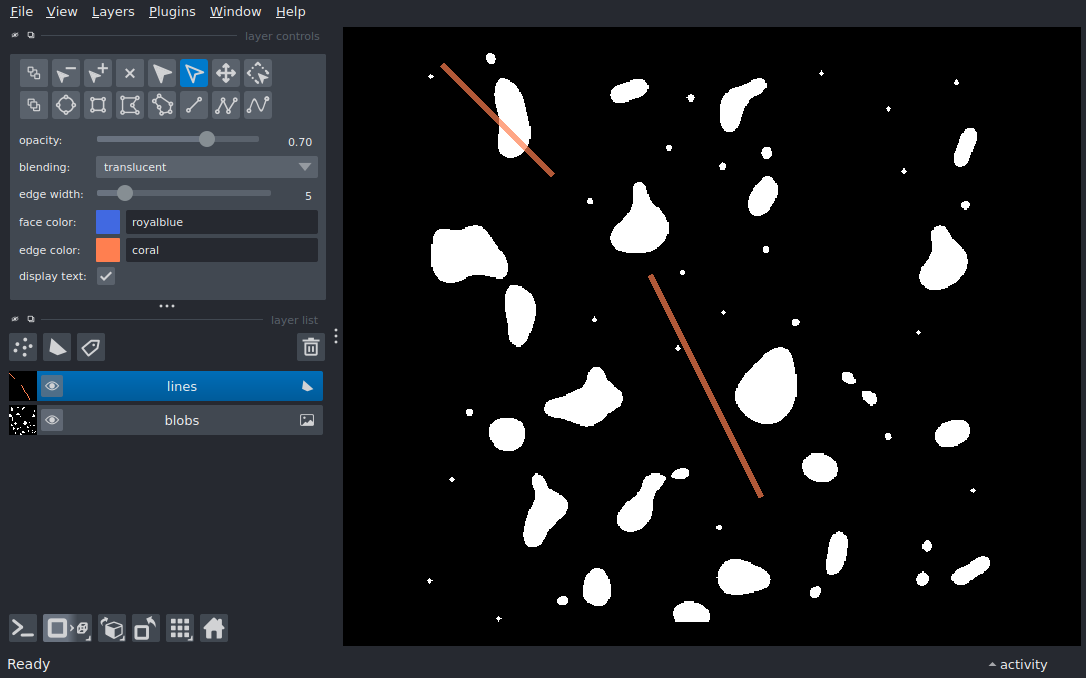 File View Layers Plugins Window Help
layer controls
opacity: 0.70
blending: translucent
edge width: 5
face color: royalblue
edge color: coral
display text:
layer list
lines
blobs
Ready
activity